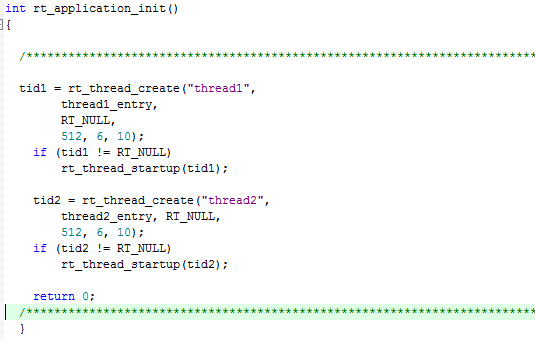 int rt_application_init()
{
/*************************************************************************
tid1 = rt_thread_create("thread1",
thread1_entry,
RT_NULL,
512, 6, 10);
if (tid1 != RT_NULL)
rt_thread_startup(tid1);
tid2 = rt_thread_create("thread2",
thread2_entry, RT_NULL,
512, 6, 10);
if (tid2 != RT_NULL)
rt_thread_startup(tid2);
return 0;
/*************************************************************************
}